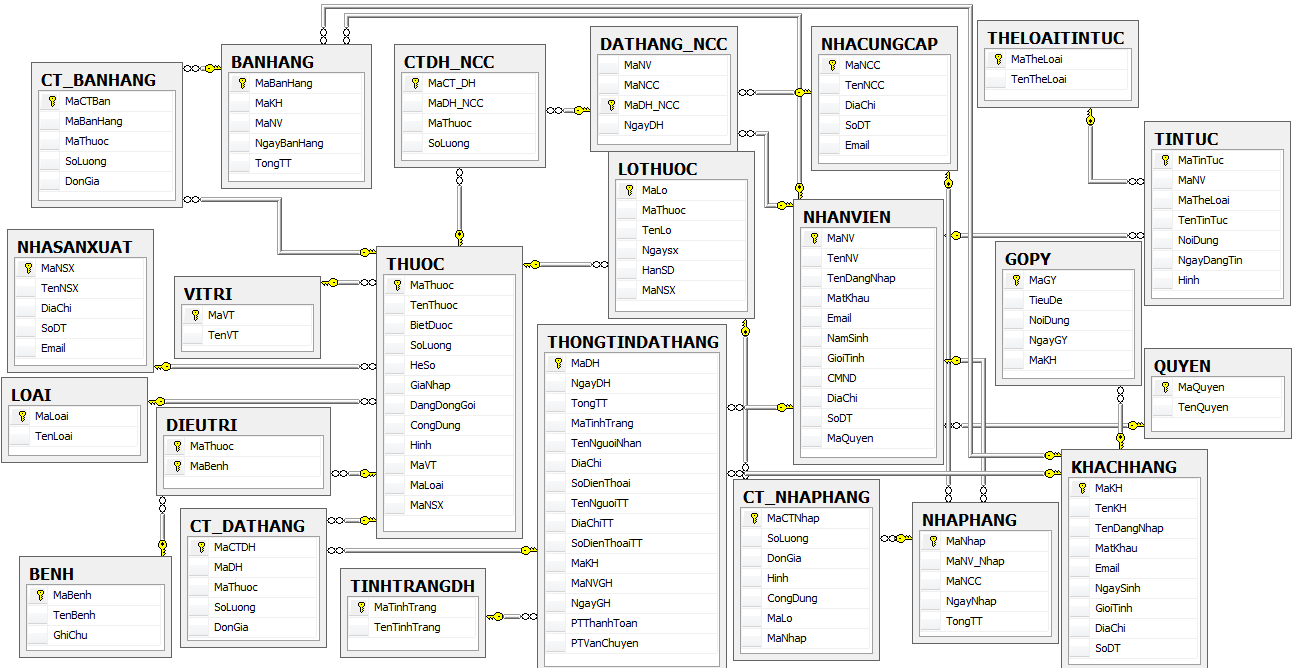 CT_BANHANG
MaCTBan
MaBanHang
MaThuoc
SoLuong
DonGia
BANHANG
MaBanHang
MaKH
MaNV
NgayBanHang
TongTT
CTDH_NCC
MaCT_DH
MaDH_NCC
MaThuoc
SoLuong
DATHANG_NCC
MaNV
MaNCC
MaDH_NCC
NgayDH
NHACUNGCAP
MaNCC
TenNCC
DiaChi
SoDT
Email
THELOAITINTUC
MaTheLoai
TenTheLoai
TINTUC
MaTinTuc
MaNV
MaTheLoai
TenTinTuc
NoiDung
NgayDangTin
Hinh
LOTHUOC
MaLo
MaThuoc
TenLo
Ngaysx
HanSD
MaNSX
NHANVIEN
MaNV
TenNV
TenDangNhap
MatKhau
Email
NamSinh
GioiTinh
CMND
DiaChi
SoDT
MaQuyen
GOPY
MaGY
TieuDe
NoiDung
NgayGY
MaKH
NHASANXUAT
MaNSX
TenNSX
DiaChi
SoDT
Email
VITRI
MaVT
TenVT
THUOC
MaThuoc
TenThuoc
BietDuoc
SoLuong
HeSo
GiaNhap
DangDongGoi
CongDung
Hinh
MaVT
MaLoai
MaNSX
THONGTINDATHANG
MaDH
NgayDH
TongTT
MaTinhTrang
TenNguoiNhan
DiaChi
SoDienThoai
TenNguoiTT
DiaChiTT
SoDienThoaiTT
MaKH
MaNVGH
NgayGH
PTThanhToan
PTVanChuyen
QUYEN
MaQuyen
TenQuyen
LOAI
MaLoai
TenLoai
DIEUTRI
MaThuoc
MaBenh
KHACHHANG
MaKH
TenKH
TenDangNhap
MatKhau
Email
NgaySinh
GioiTinh
DiaChi
SoDT
CT_NHAPHANG
MaCTNhap
SoLuong
DonGia
Hinh
CongDung
MaLo
MaNhap
NHAPHANG
MaNhap
MaNV_Nhap
MaNCC
NgayNhap
TongTT
CT_DATHANG
MaCTDH
MaDH
MaThuoc
SoLuong
DonGia
BENH
MaBenh
TenBenh
GhiChu
TINHTRANGDH
MaTinhTrang
TenTinhTrang